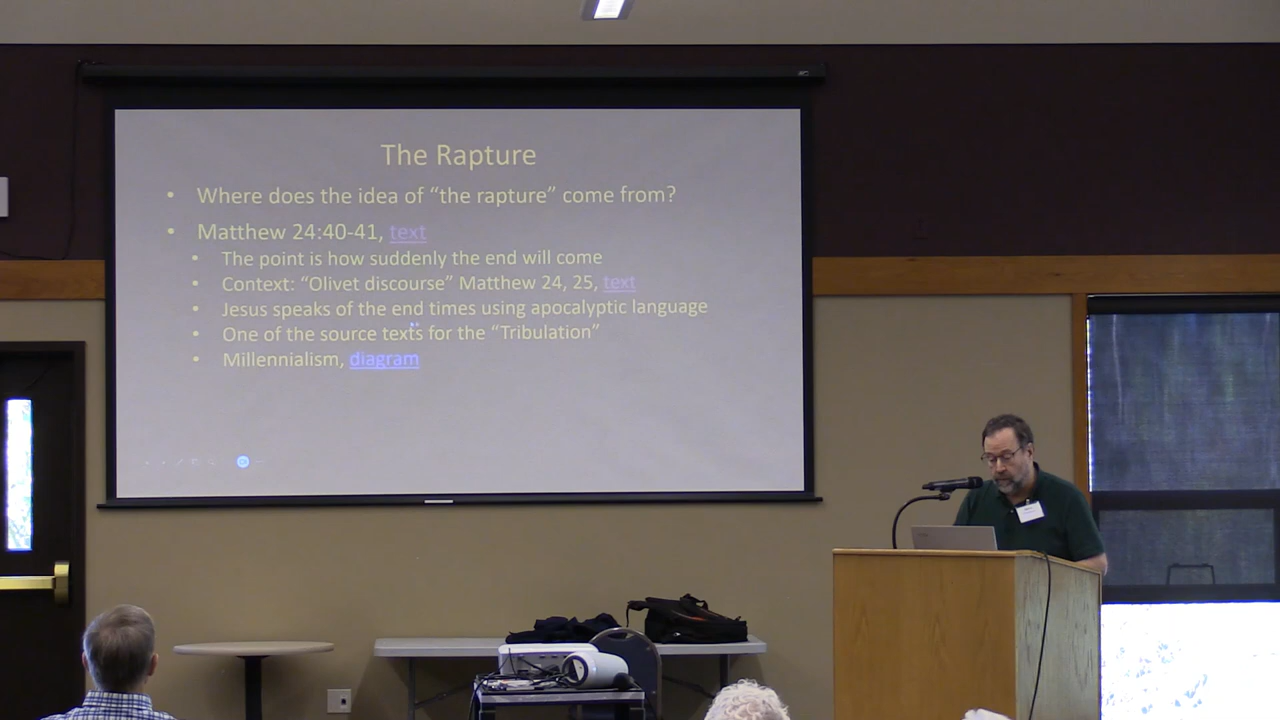 The Rapture
• Where does the idea of “the rapture” come from?
• Matthew 24:40-41, text
• The point is how suddenly the end will come
• Context: “Olivet discourse” Matthew 24, 25, text
• Jesus speaks of the end times using apocalyptic language
• One of the source texts for the “Tribulation”
• Millennialism, diagram